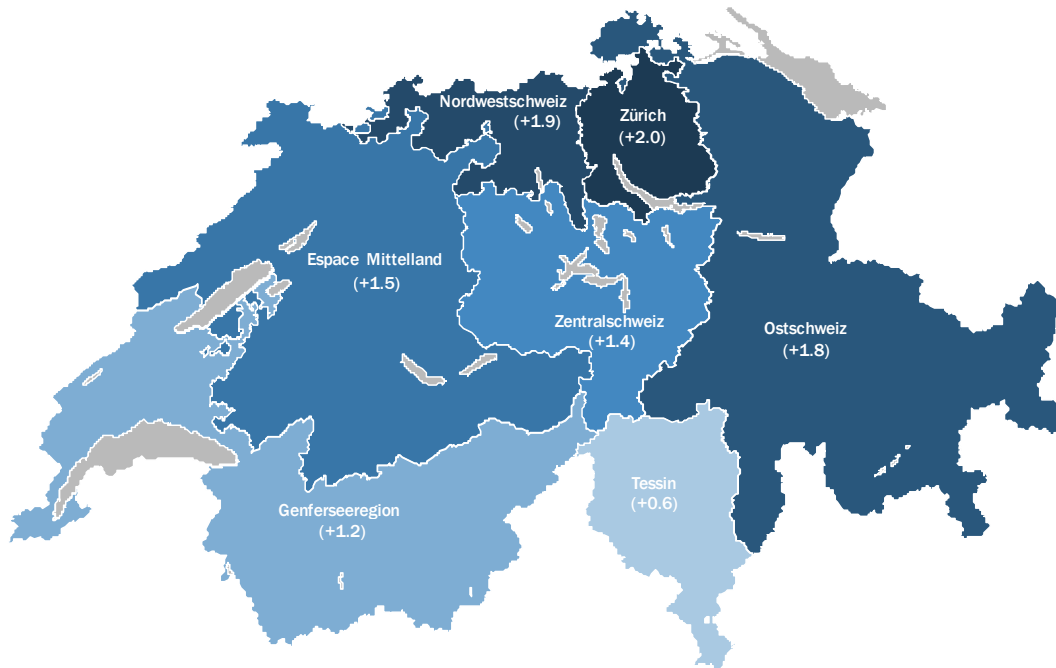 Nordwestschweiz
(+1.9)
Zürich
(+2.0)
Espace Mittelland
(+1.5)
Zentralschweiz
(+1.4)
Ostschweiz
(+1.8)
Genferseeregion
(+1.2)
Tessin
(+0.6)